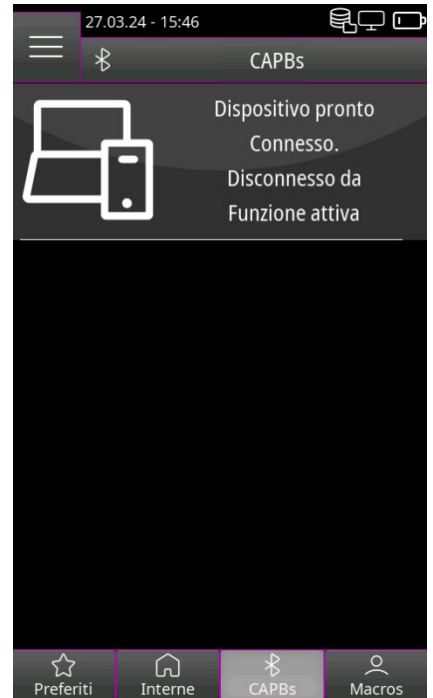 27.03.24 - 15:46
CAPBs
Dispositivo pronto
Connesso.
Disconnesso da
Funzione attiva
Preferiti
Interne
CAPBs
Macros